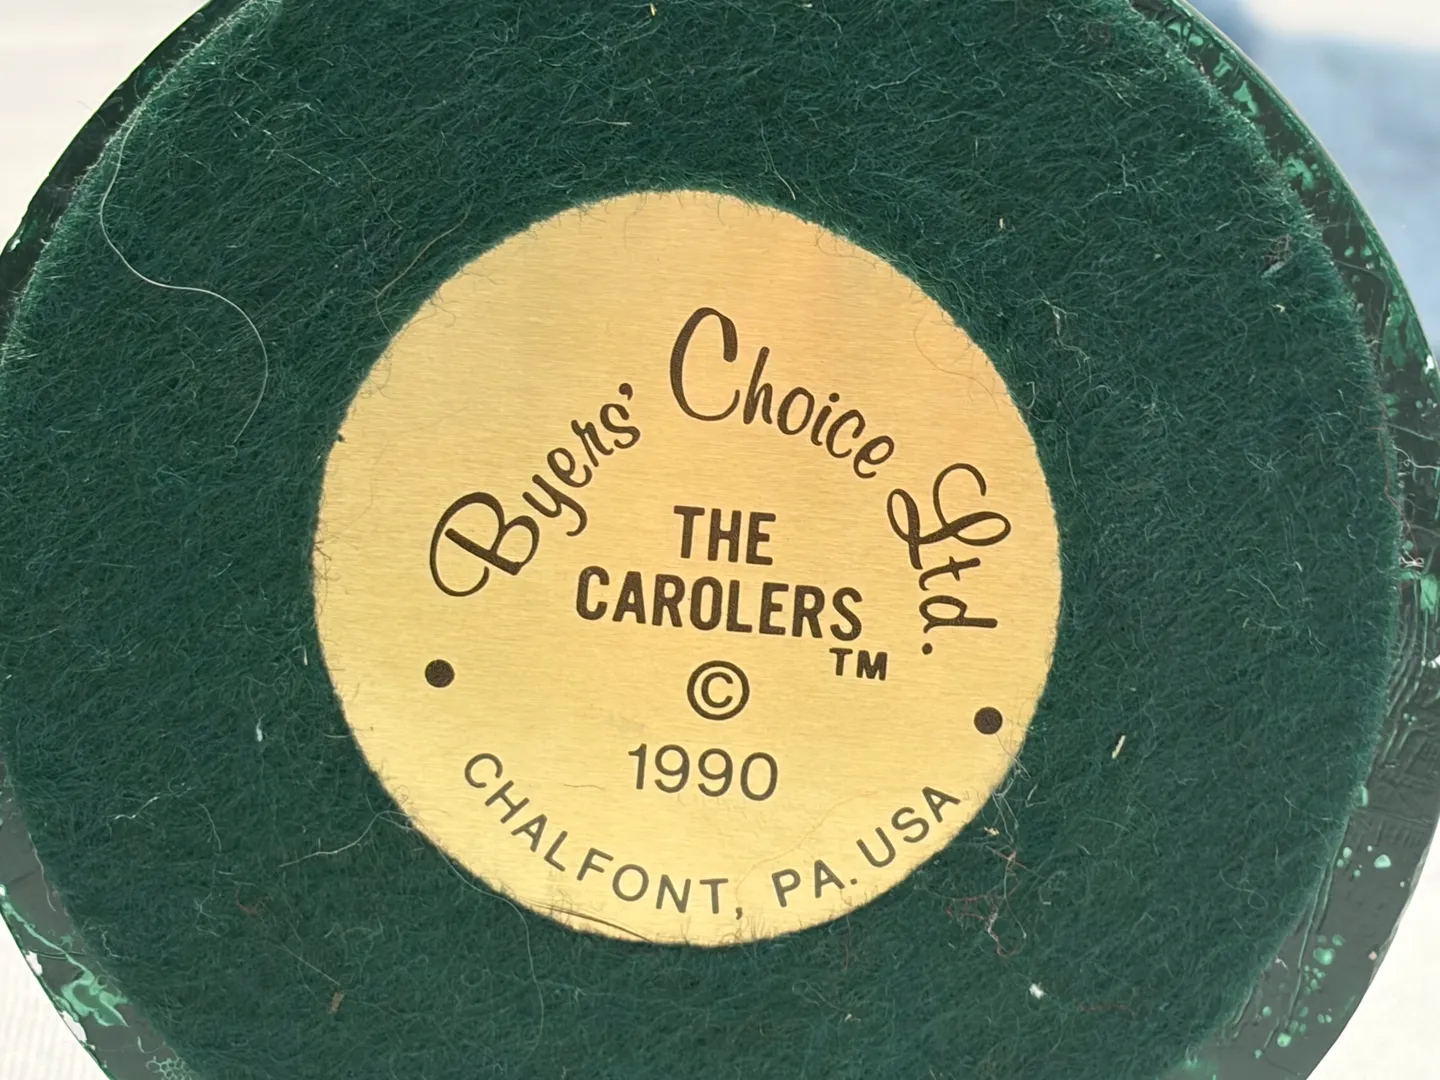 Byers' Choice Ltd.
THE
CAROLERS
TM
©
1990
CHALFONT, PA. USA